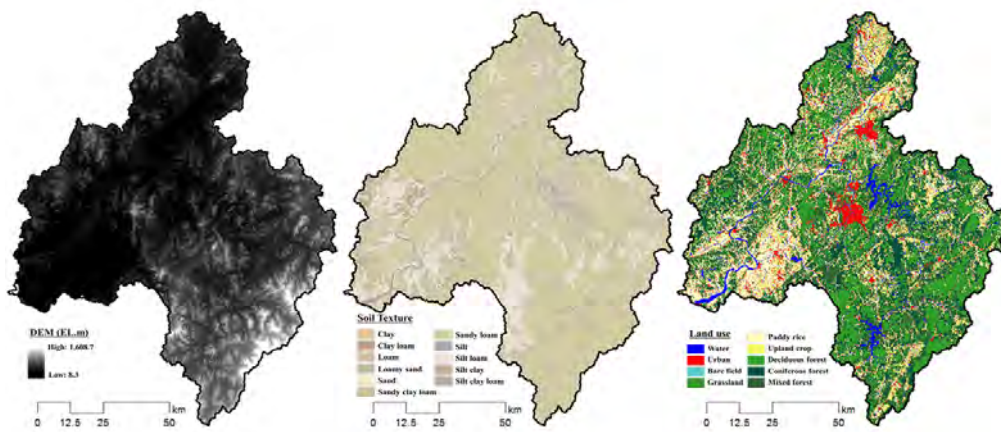 DEM (El..m)
High: 1,608.7
Low: 8.3
0 12.5 25 50
km
Soil Texture
Clay
Clay loam
Loam
Loamy sand
Sand
Sandy clay loam
Sandy loam
Silt
Silt loam
Silt clay
Silt clay loam
0 12.5 25 50
km
Land use
Water
Urban
Bare field
Grassland
Paddy rice
Upland crop
Deciduous forest
Coniferous forest
Mixed forest
0 12.5 25 50
km